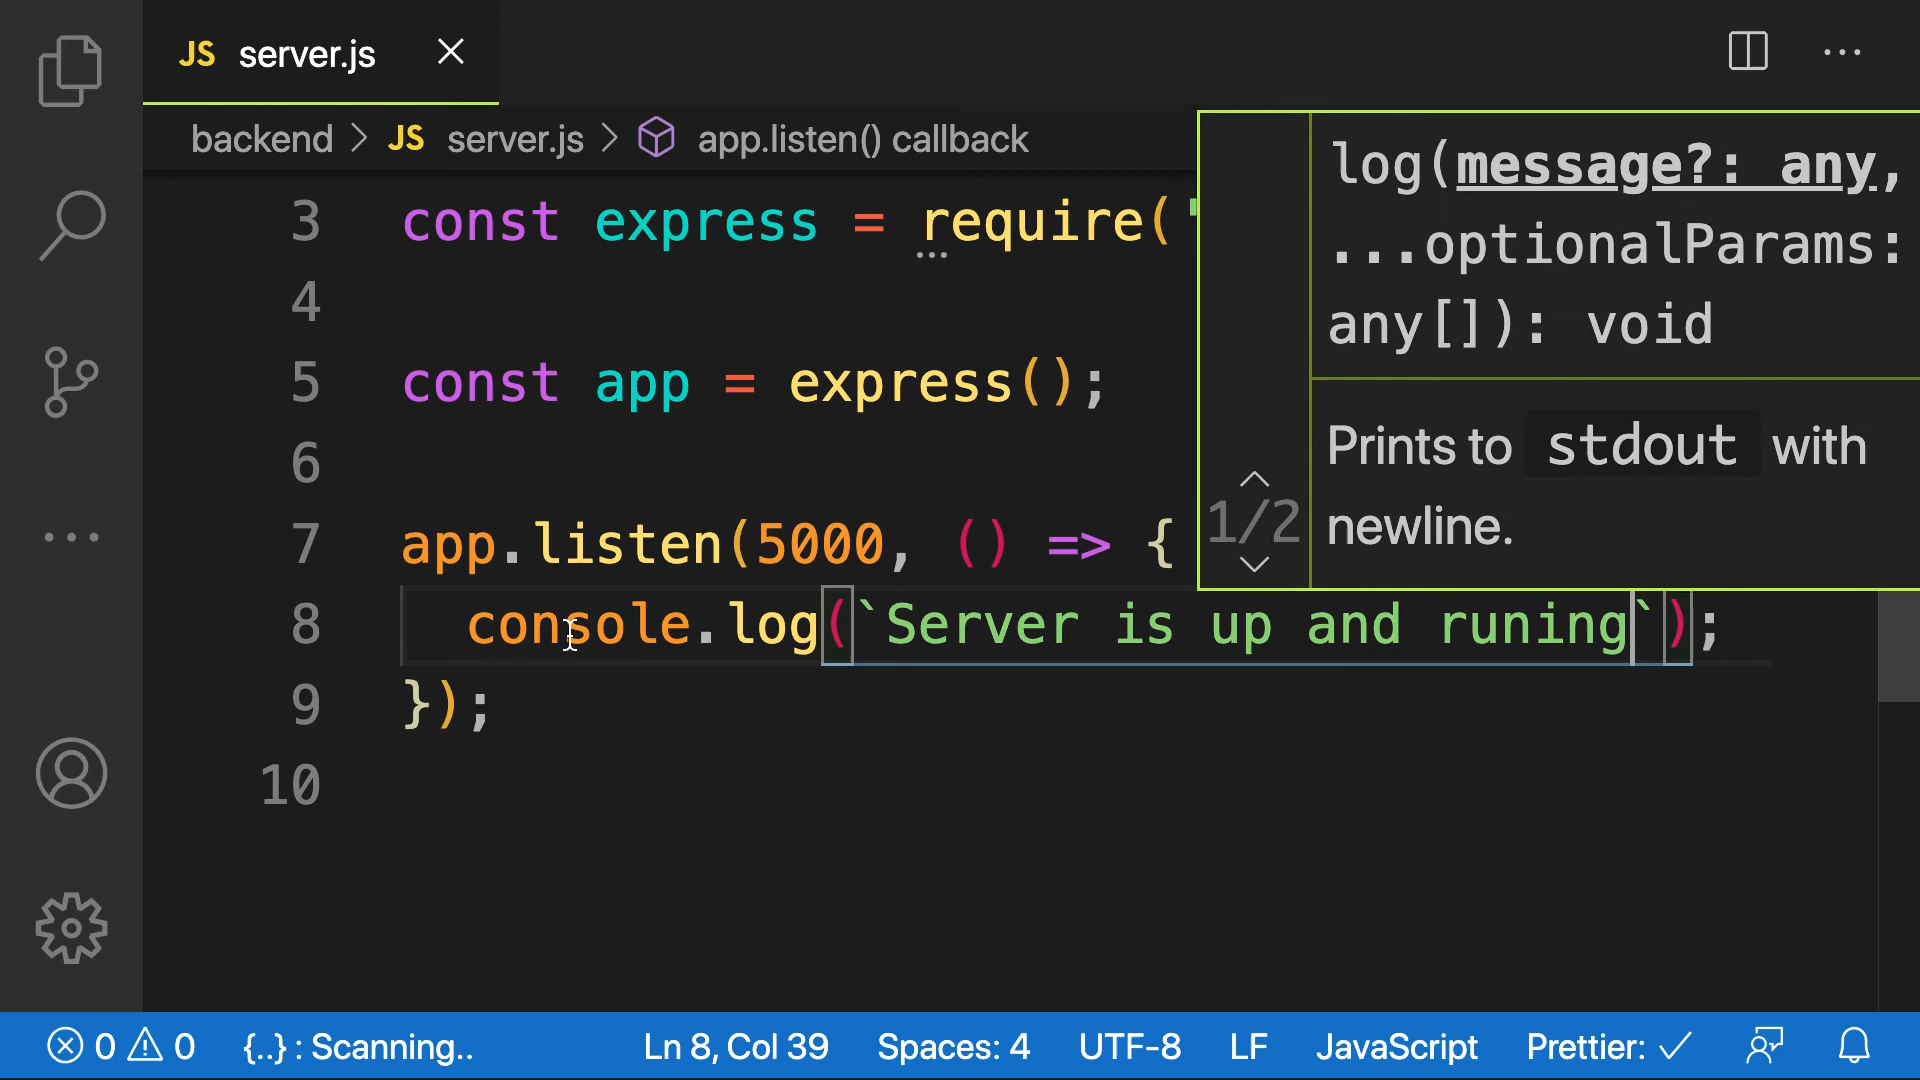 JS server.js
backend > JS server.js > app.listen() callback
log(message?: any,
...optionalParams:
any[]): void
1/2
Prints to stdout with
newline.
3 const express = require('
4
5 const app = express();
6
7 app.listen(5000, () => {
8 console.log(`Server is up and runing`);
9 });
10
0 0 {..} : Scanning.. Ln 8, Col 39 Spaces: 4 UTF-8 LF JavaScript Prettier: ✓